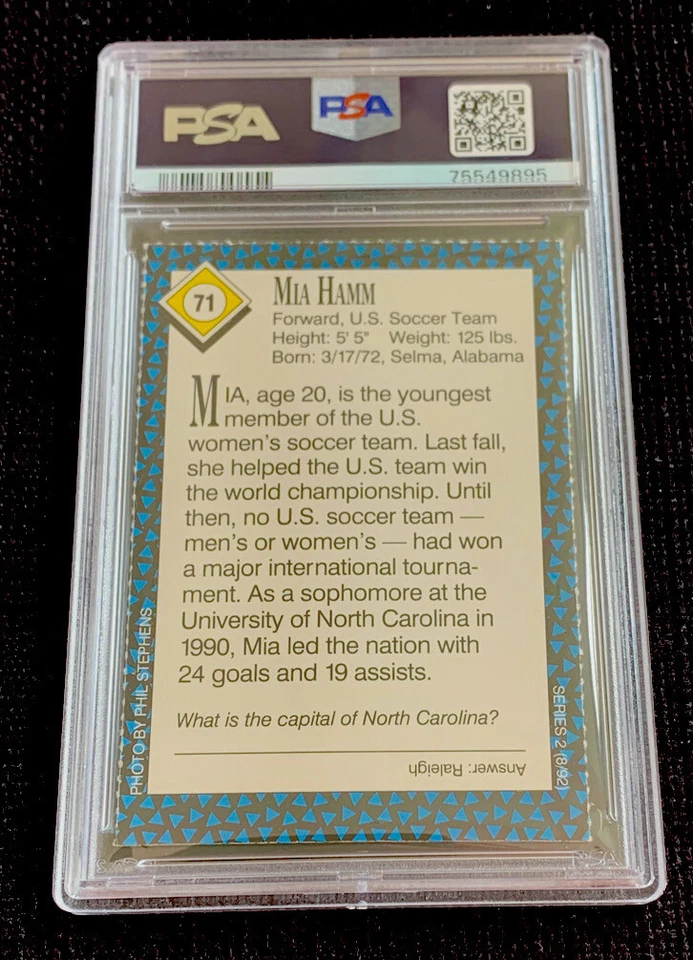 PSA
PSA
75549895
71
MIA HAMM
Forward, U.S. Soccer Team
Height: 5' 5" Weight: 125 lbs.
Born: 3/17/72, Selma, Alabama
MIA, age 20, is the youngest
member of the U.S.
women's soccer team. Last fall,
she helped the U.S. team win
the world championship. Until
then, no U.S. soccer team —
men's or women's — had won
a major international tourna-
ment. As a sophomore at the
University of North Carolina in
1990, Mia led the nation with
24 goals and 19 assists.
What is the capital of North Carolina?
Answer: Raleigh
PHOTO BY PHIL STEPHENS
SERIES 2 (8/92)